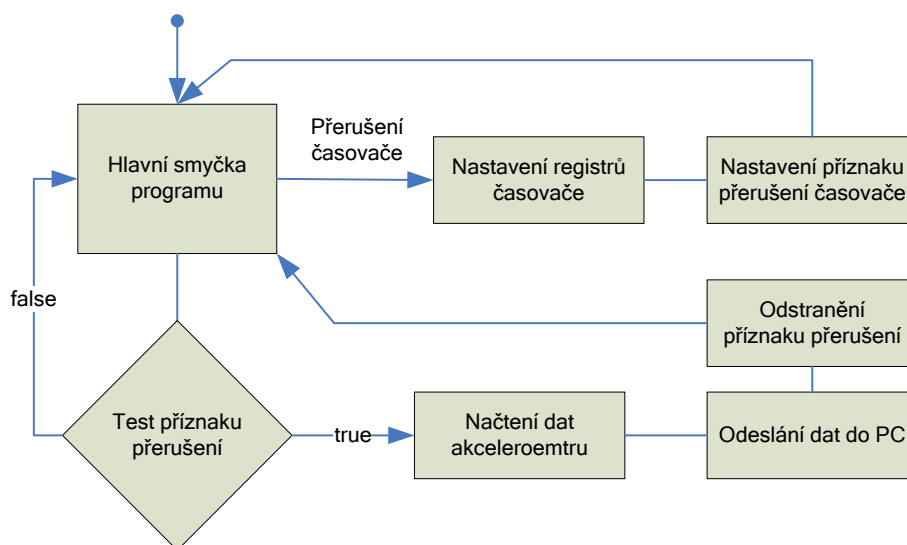 Hlavní smyčka
programu
Přerušení
časovače
Nastavení registrů
časovače
Nastavení příznaku
přerušení časovače
false
Odstranění
příznaku přerušení
Test příznaku
přerušení
true
Načtení dat
akceleroemtru
Odeslání dat do PC